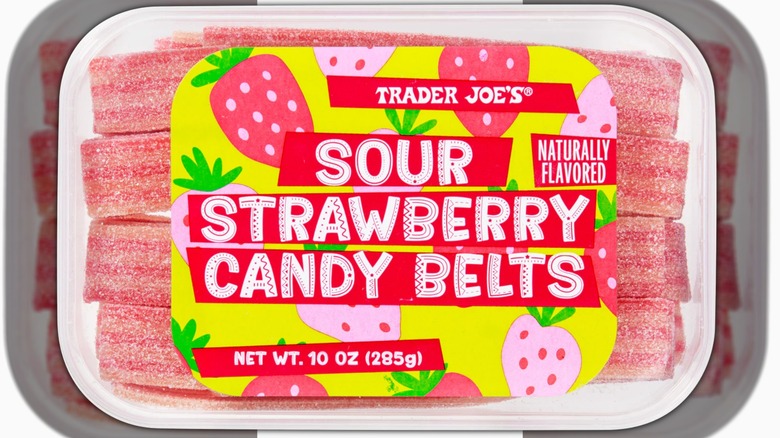 TRADER JOE'S®
SOUR
NATURALLY
FLAVORED
STRAWBERRY
CANDY BELTS
NET WT. 10 OZ (285g)